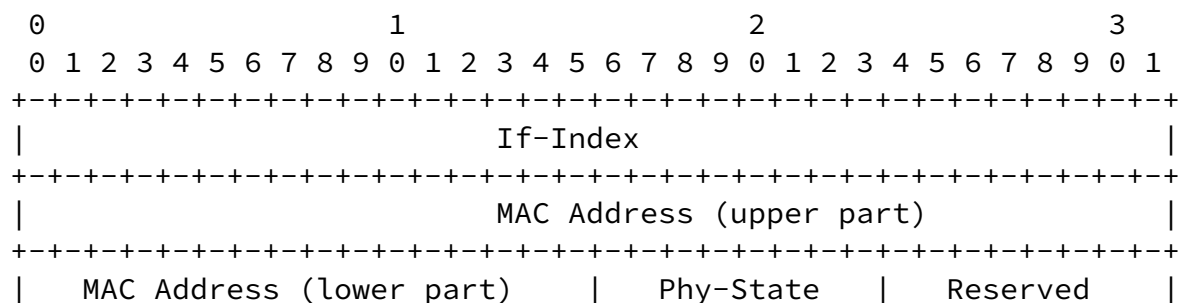 0                   1                   2                   3
 0 1 2 3 4 5 6 7 8 9 0 1 2 3 4 5 6 7 8 9 0 1 2 3 4 5 6 7 8 9 0 1
+-+-+-+-+-+-+-+-+-+-+-+-+-+-+-+-+-+-+-+-+-+-+-+-+-+-+-+-+-+-+-+-+
|                          If-Index                             |
+-+-+-+-+-+-+-+-+-+-+-+-+-+-+-+-+-+-+-+-+-+-+-+-+-+-+-+-+-+-+-+-+
|                          MAC Address (upper part)             |
+-+-+-+-+-+-+-+-+-+-+-+-+-+-+-+-+-+-+-+-+-+-+-+-+-+-+-+-+-+-+-+-+
|   MAC Address (lower part)    |   Phy-State   |   Reserved    |